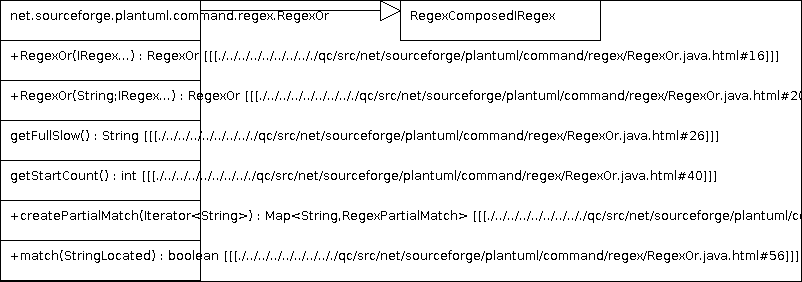 net.sourceforge.plantuml.command.regex.RegexOr
RegexComposedIRegex
+RegexOr(IRegex...) : RegexOr [[[./../../../../../../../qc/src/net/sourceforge/plantuml/command/regex/RegexOr.java.html#16]]]
+RegexOr(String;IRegex...) : RegexOr [[[./../../../../../../../qc/src/net/sourceforge/plantuml/command/regex/RegexOr.java.html#20
getFullSlow() : String [[[./../../../../../../../qc/src/net/sourceforge/plantuml/command/regex/RegexOr.java.html#26]]]
getStartCount() : int [[[./../../../../../../../qc/src/net/sourceforge/plantuml/command/regex/RegexOr.java.html#40]]]
+createPartialMatch(Iterator<String>) : Map<String,RegexPartialMatch> [[[./../../../../../../../qc/src/net/sourceforge/plantuml/c
+match(StringLocated) : boolean [[[./../../../../../../../qc/src/net/sourceforge/plantuml/command/regex/RegexOr.java.html#56]]]